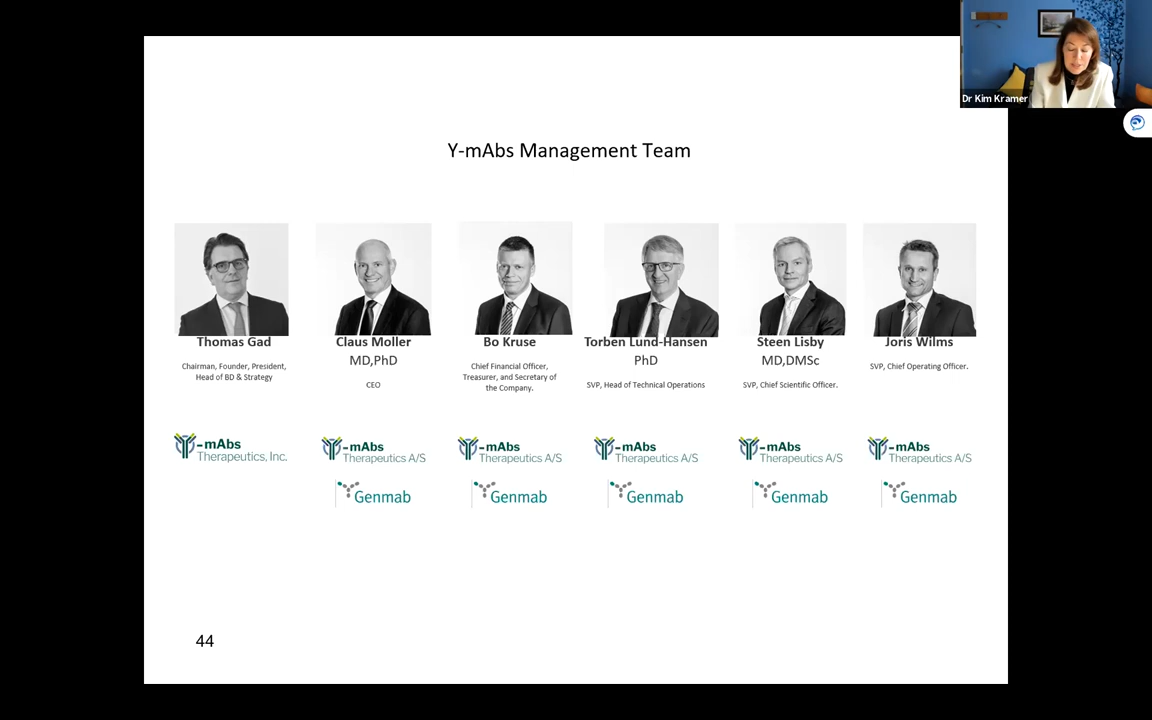 Dr Kim Kramer
Y-mAbs Management Team
Thomas Gad
Chairman, Founder, President,
Head of BD & Strategy
Claus Moller
MD,PhD
CEO
Bo Kruse
Chief Financial Officer,
Treasurer, and Secretary of
the Company.
Torben Lund-Hansen
PhD
SVP, Head of Technical Operations
Steen Lisby
MD,DMSc
SVP, Chief Scientific Officer.
Joris Wilms
SVP, Chief Operating Officer.
Y-mAbs
Therapeutics, Inc.
Y-mAbs
Therapeutics A/S
Y-mAbs
Therapeutics A/S
Y-mAbs
Therapeutics A/S
Y-mAbs
Therapeutics A/S
Y-mAbs
Therapeutics A/S
Genmab
Genmab
Genmab
Genmab
Genmab
44